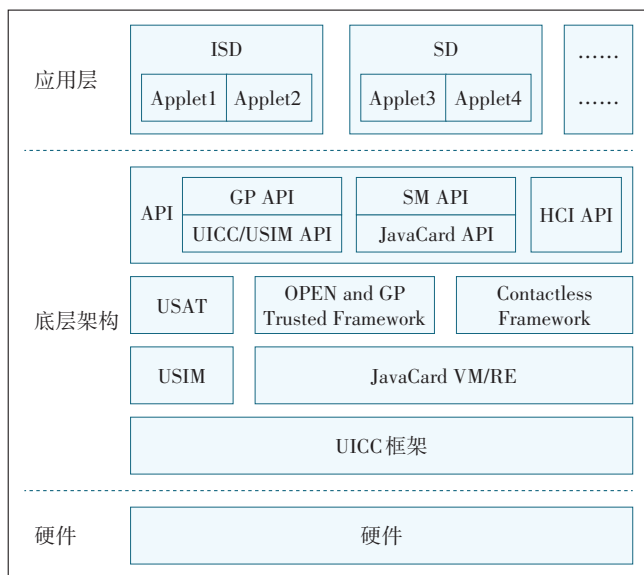 应用层
ISD
Applet1 Applet2
SD
Applet3 Applet4
......
......
底层架构
API
GP API
UICC/USIM API
SM API
JavaCard API
HCI API
USAT
OPEN and GP
Trusted Framework
Contactless
Framework
USIM
JavaCard VM/RE
UICC框架
硬件
硬件